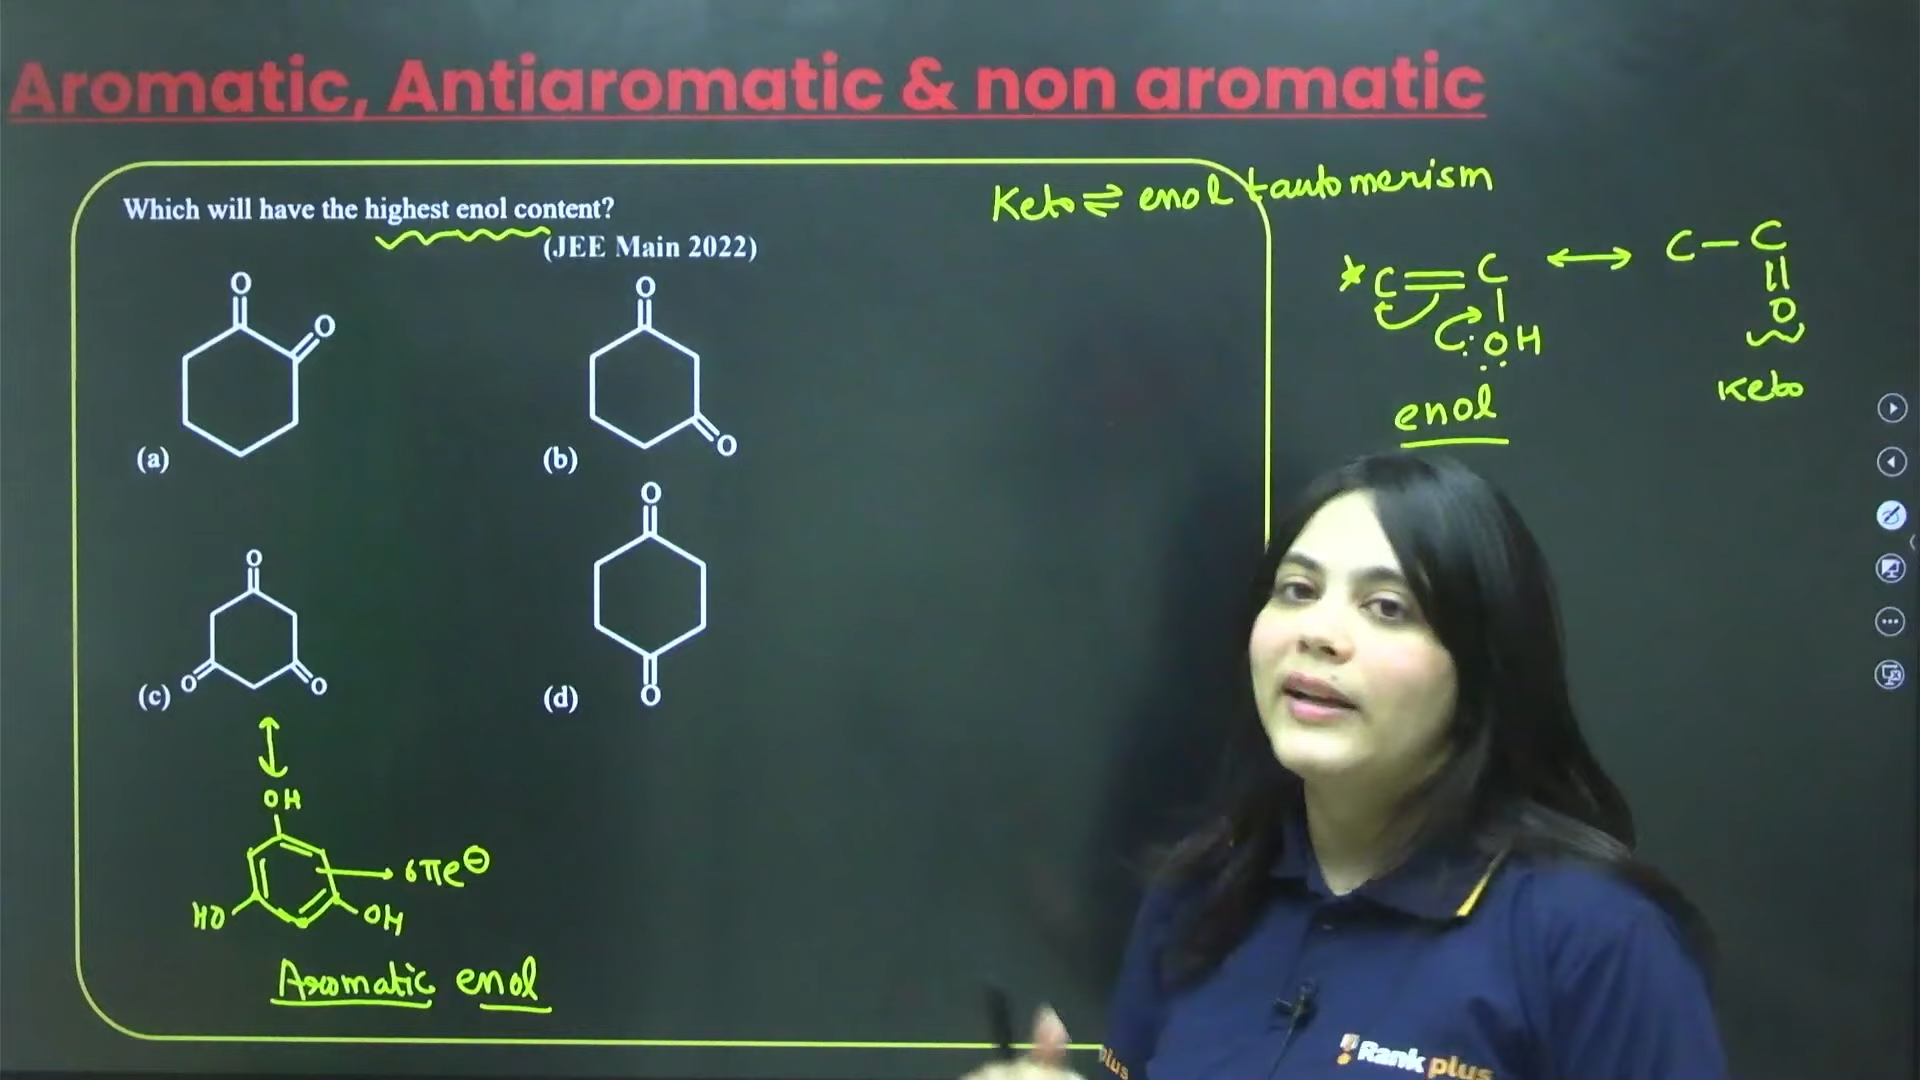 Aromatic, Antiaromatic & non aromatic
Which will have the highest enol content?
(JEE Main 2022)
Keto ⇌ enol tautomerism
O
O
(a)
O
O
(b)
O
O
O
(c)
O
O
(d)
*C=C
:OH
enol
↔
C–C
||
O
Keto
OH
HO
OH
6πe⊖
Aromatic enol
Rank plus
plus